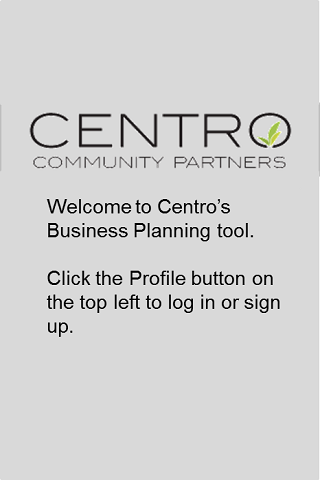 CENTRO
COMMUNITY PARTNERS
Welcome to Centro's
Business Planning tool.
Click the Profile button on
the top left to log in or sign
up.